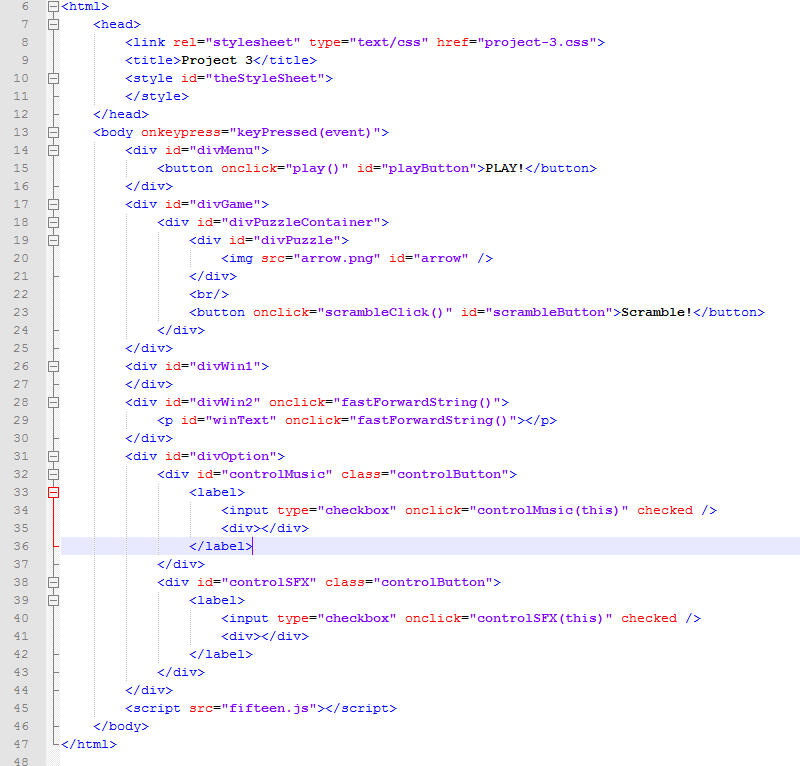 6 <html>
7 <head>
8 <link rel="stylesheet" type="text/css" href="project-3.css">
9 <title>Project 3</title>
10 <style id="theStyleSheet">
11 </style>
12 </head>
13 <body onkeypress="keyPressed(event)">
14 <div id="divMenu">
15 <button onclick="play()" id="playButton">PLAY!</button>
16 </div>
17 <div id="divGame">
18 <div id="divPuzzleContainer">
19 <div id="divPuzzle">
20 <img src="arrow.png" id="arrow" />
21 </div>
22 <br/>
23 <button onclick="scrambleClick()" id="scrambleButton">Scramble!</button>
24 </div>
25 </div>
26 <div id="divWin1">
27 </div>
28 <div id="divWin2" onclick="fastForwardString()">
29 <p id="winText" onclick="fastForwardString()"></p>
30 </div>
31 <div id="divOption">
32 <div id="controlMusic" class="controlButton">
33 <label>
34 <input type="checkbox" onclick="controlMusic(this)" checked />
35 <div></div>
36 </label>
37 </div>
38 <div id="controlSFX" class="controlButton">
39 <label>
40 <input type="checkbox" onclick="controlSFX(this)" checked />
41 <div></div>
42 </label>
43 </div>
44 </div>
45 <script src="fifteen.js"></script>
46 </body>
47 </html>
48